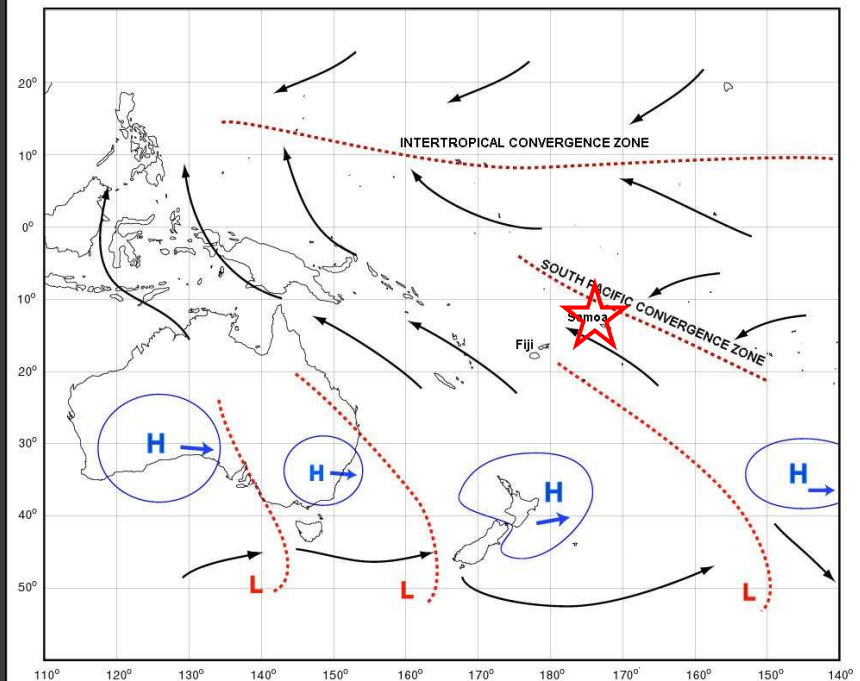 20°
INTERTROPICAL CONVERGENCE ZONE
10°
0°
SOUTH PACIFIC CONVERGENCE ZONE
10°
Samoa
Fiji
20°
H
H
H
H
30°
40°
50°
L
L
L
110° 120° 130° 140° 150° 160° 170° 180° 170° 160° 150° 140°